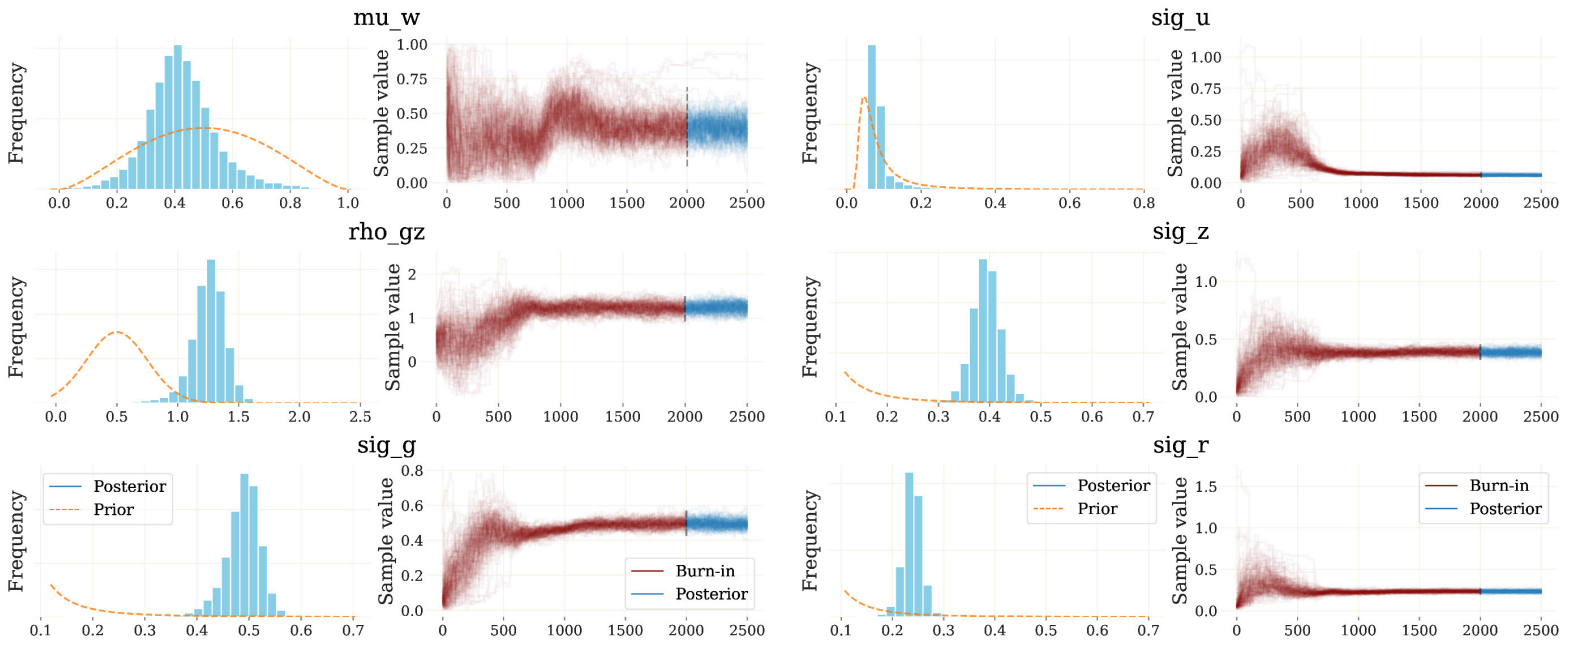 mu_w
Frequency
0.0 0.2 0.4 0.6 0.8 1.0
Sample value
1.00
0.75
0.50
0.25
0.00
0 500 1000 1500 2000 2500
sig_u
Frequency
0.0 0.2 0.4 0.6 0.8
Sample value
1.00
0.75
0.50
0.25
0.00
0 500 1000 1500 2000 2500
rho_gz
Frequency
0.0 0.5 1.0 1.5 2.0 2.5
Sample value
2
1
0
0 500 1000 1500 2000 2500
sig_z
Frequency
0.1 0.2 0.3 0.4 0.5 0.6 0.7
Sample value
1.0
0.5
0.0
0 500 1000 1500 2000 2500
sig_g
Frequency
Posterior
Prior
0.1 0.2 0.3 0.4 0.5 0.6 0.7
Sample value
0.8
0.6
0.4
0.2
0.0
Burn-in
Posterior
0 500 1000 1500 2000 2500
sig_r
Frequency
Posterior
Prior
0.1 0.2 0.3 0.4 0.5 0.6 0.7
Sample value
1.5
1.0
0.5
0.0
Burn-in
Posterior
0 500 1000 1500 2000 2500